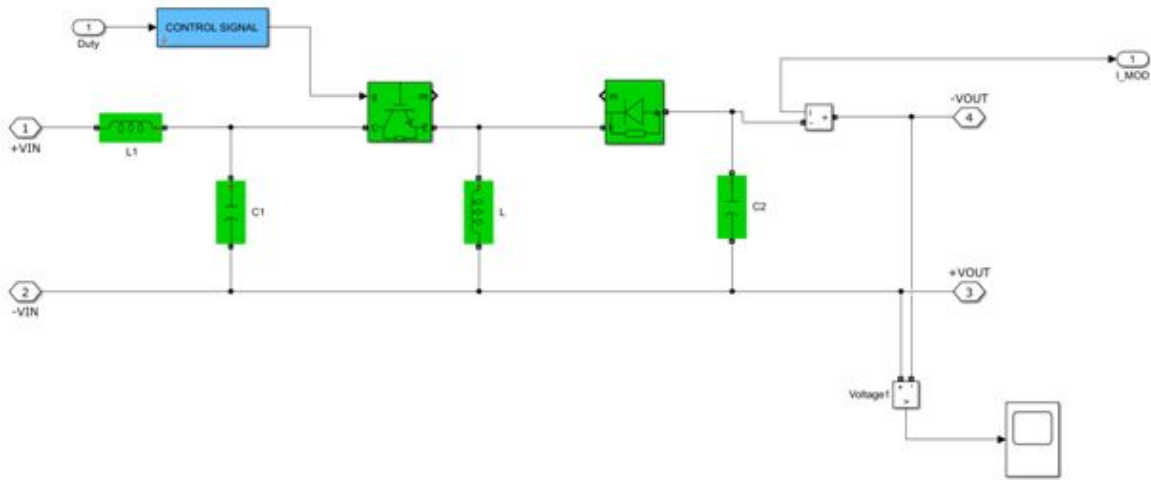 1
Duty
CONTROL SIGNAL
1
I_MOD
-VOUT
4
1
+VIN
L1
g
m
C
E
m
a
k
i
+
-
C1
L
C2
+VOUT
3
2
-VIN
Voltage1
+
-
v